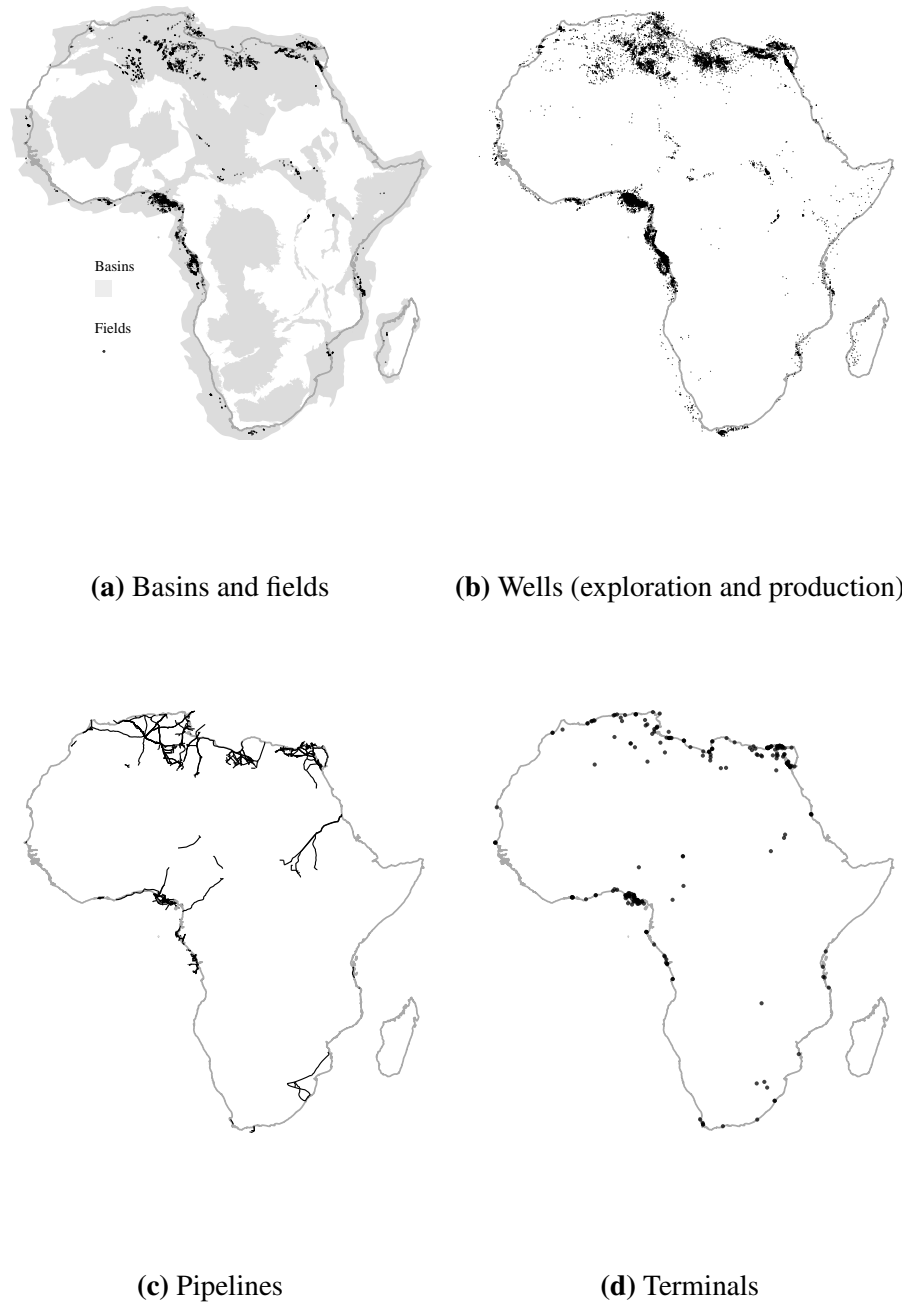 Basins
Fields
(a) Basins and fields
(b) Wells (exploration and production)
(c) Pipelines
(d) Terminals